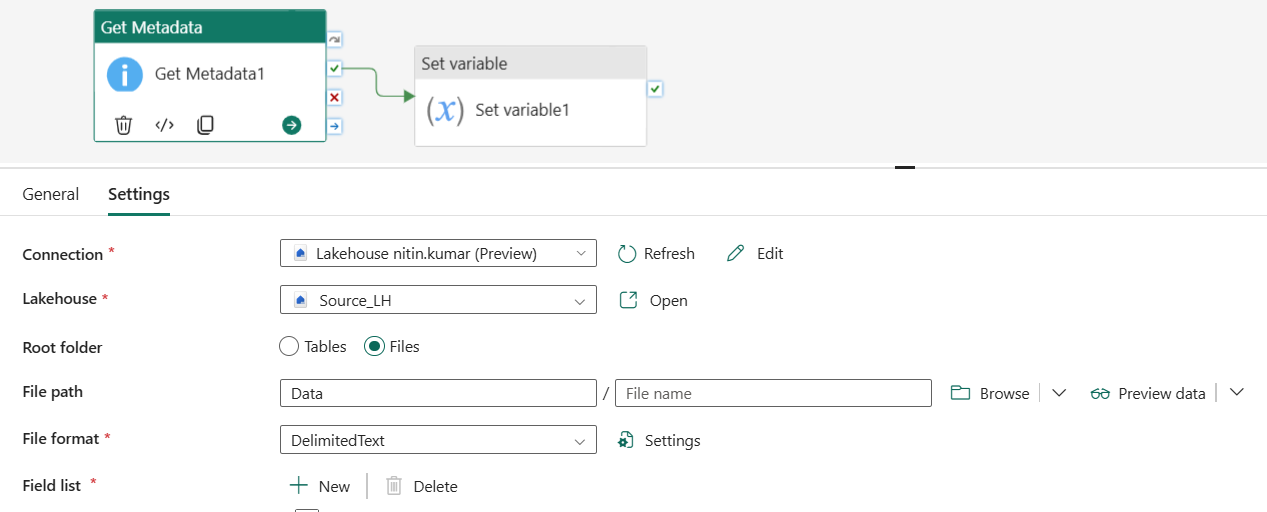 Get Metadata
Get Metadata1
Set variable
(x) Set variable1
General Settings
Connection * Lakehouse nitin.kumar (Preview) Refresh Edit
Lakehouse * Source_LH Open
Root folder Tables Files
File path Data / File name Browse Preview data
File format * DelimitedText Settings
Field list * New Delete